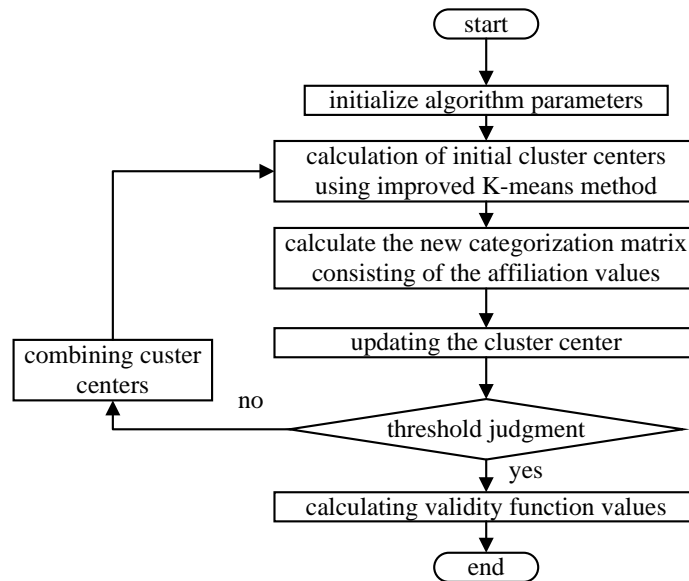 start
initialize algorithm parameters
calculation of initial cluster centers
using improved K-means method
calculate the new categorization matrix
consisting of the affiliation values
updating the cluster center
combining custer
centers
no
threshold judgment
yes
calculating validity function values
end